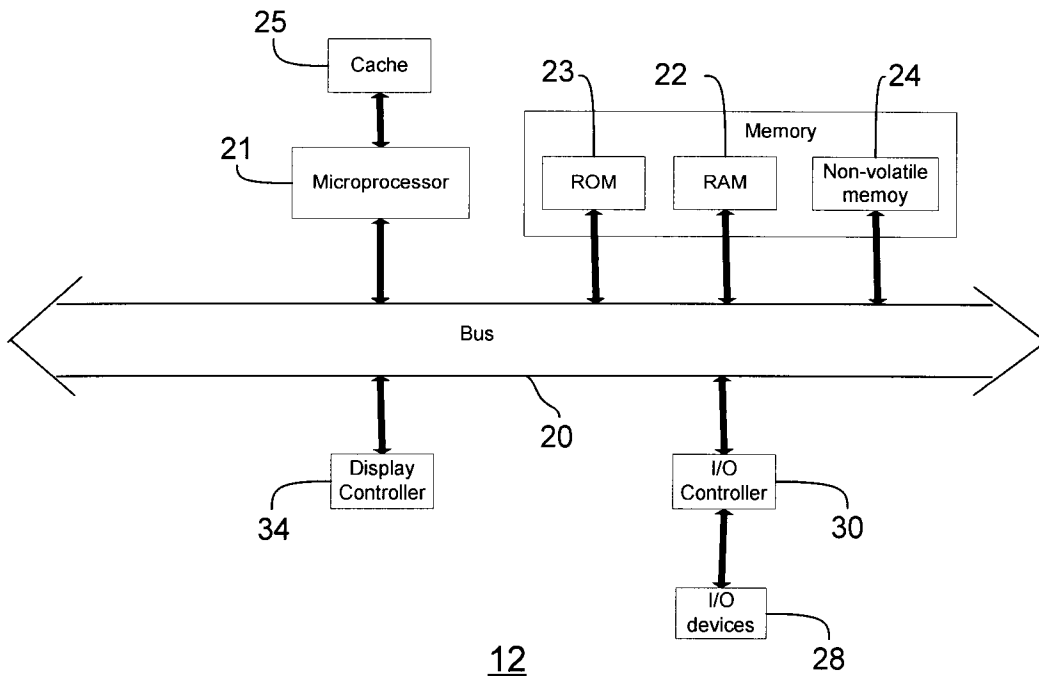 25
Cache
23
22
24
Memory
21
Microprocessor
ROM
RAM
Non-volatile
memoy
Bus
20
Display
Controller
34
I/O
Controller
30
I/O
devices
28
12